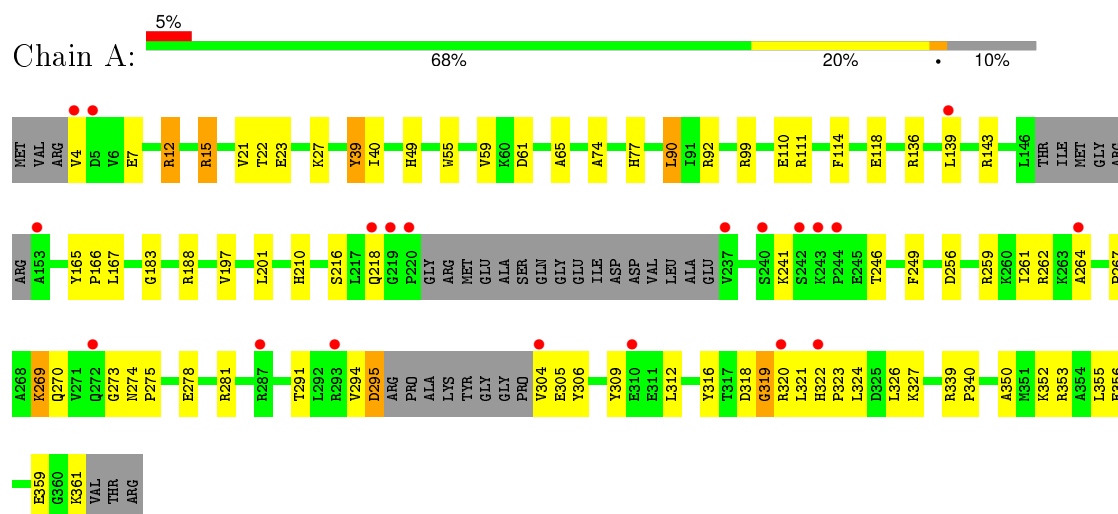 5%
Chain A:
68% 20% • 10%
MET VAL ARG V4 D5 V6 E7 R12 R15 V21 T22 E23 K27 Y39 I40 H49 W55 V59 K60 D61 A65 A74 H77 L90 I91 R92 R99 E110 R111 F114 E118 R136 L139 R143 L146 THR ILE MET GLY ARG
ARG A153 Y165 P166 L167 G183 R188 V197 L201 H210 S216 L217 Q218 G219 P220 GLY ARG MET GLU ALA SER GLN GLY GLU ILE ASP ASP VAL LEU ALA GLU V237 S240 K241 S242 K243 P244 E245 T246 F249 D256 R259 K260 I261 R262 K263 A264
A268 K269 Q270 V271 Q272 G273 N274 P275 E278 R281 R287 T291 L292 R293 V294 D295 ARG PRO ALA LYS TYR GLY GLY PRO V304 E305 Y306 Y309 E310 E311 L312 Y316 T317 D318 G319 R320 L321 H322 P323 L324 D325 L326 K327 R339 P340 A350 M351 K352 R353 A354 L355
E359 G360 K361 VAL THR ARG